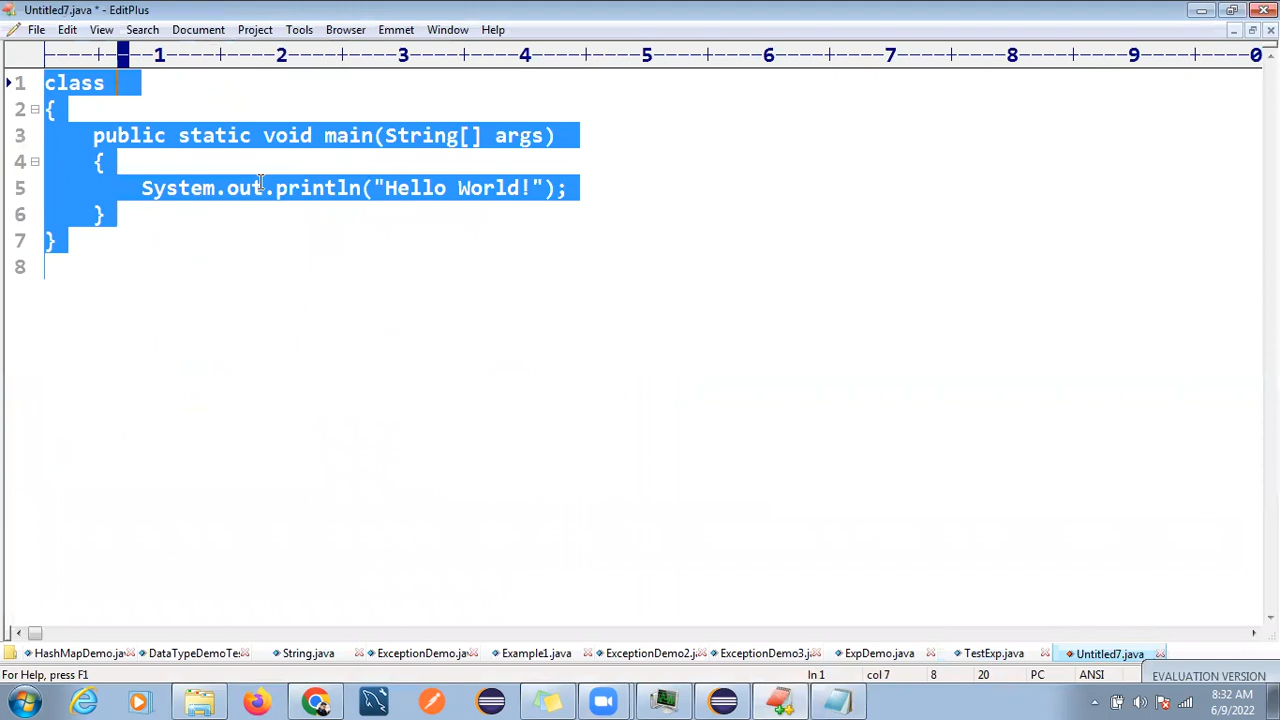 Untitled7.java * - EditPlus
File Edit View Search Document Project Tools Browser Emmet Window Help
----+----1----+----2----+----3----+----4----+----5----+----6----+----7----+----8----+----9----+----0
1 class
2 {
3 public static void main(String[] args)
4 {
5 System.out.println("Hello World!");
6 }
7 }
8
HashMapDemo.ja DataTypeDemoTe: String.java ExceptionDemo.ja Example1.java ExceptionDemo2.j ExceptionDemo3.j ExpDemo.java TestExp.java Untitled7.java
For Help, press F1 ln 1 col 7 8 20 PC ANSI EVALUATION VERSION
8:32 AM
6/9/2022